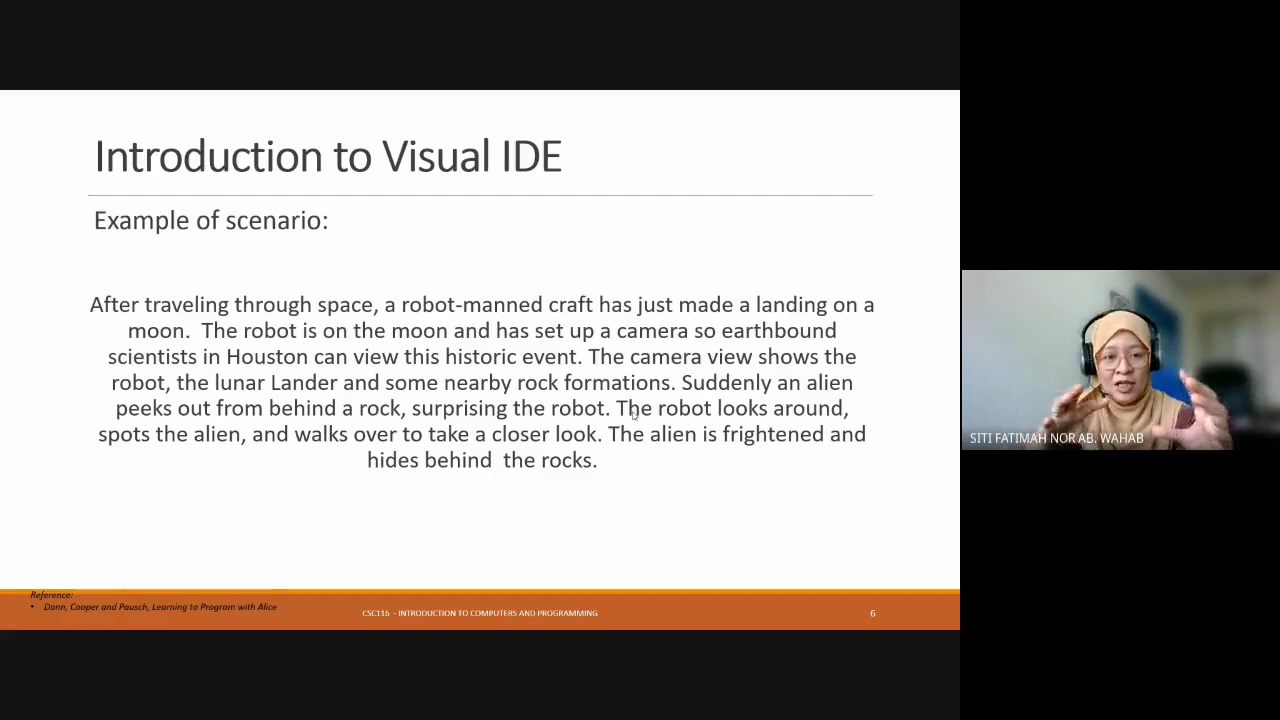 Introduction to Visual IDE
Example of scenario:
After traveling through space, a robot-manned craft has just made a landing on a
moon.  The robot is on the moon and has set up a camera so earthbound
scientists in Houston can view this historic event. The camera view shows the
robot, the lunar Lander and some nearby rock formations. Suddenly an alien
peeks out from behind a rock, surprising the robot. The robot looks around,
spots the alien, and walks over to take a closer look. The alien is frightened and
hides behind  the rocks.
Reference:
• Dann, Cooper and Pausch, Learning to Program with Alice
CSC116 - INTRODUCTION TO COMPUTERS AND PROGRAMMING
6
SITI FATIMAH NOR AB. WAHAB